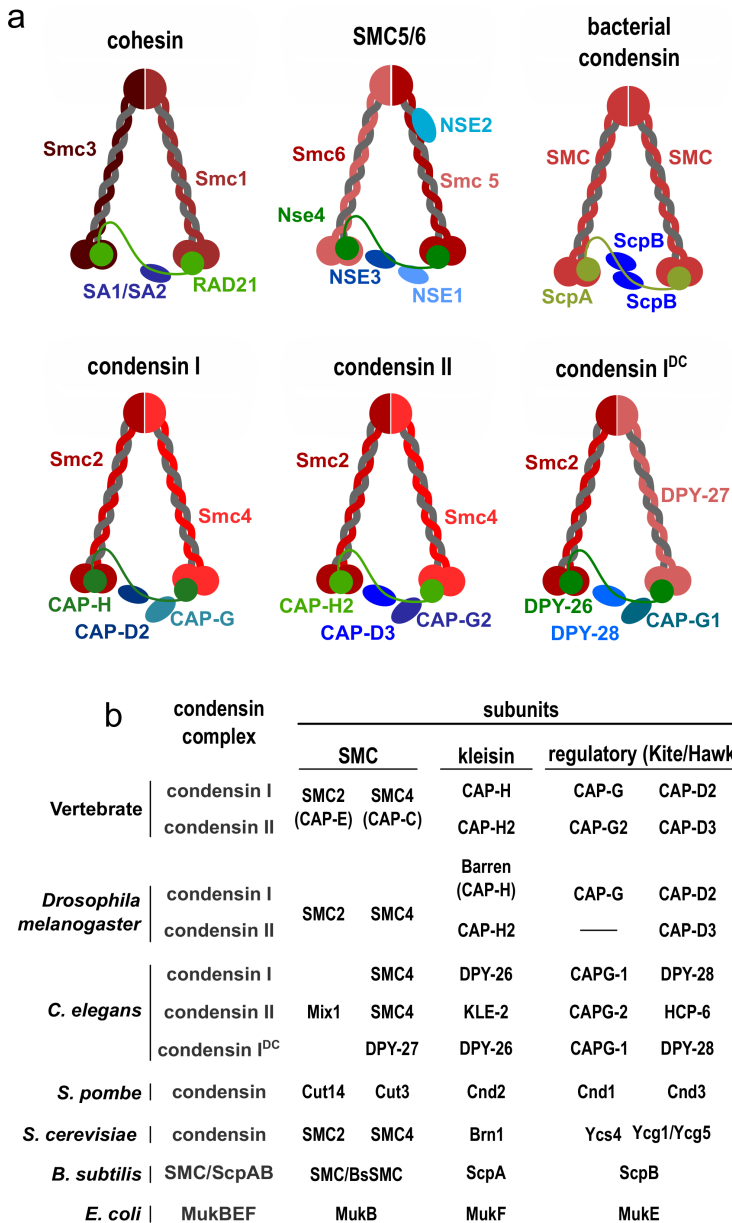 a
cohesin
SMC5/6
bacterial
condensin
Smc3
Smc1
SA1/SA2
RAD21
NSE2
Smc6
Smc 5
Nse4
NSE3
NSE1
SMC
SMC
ScpB
ScpA
ScpB
condensin I
condensin II
condensin IDC
Smc2
Smc4
CAP-H
CAP-G
CAP-D2
Smc2
Smc4
CAP-H2
CAP-G2
CAP-D3
Smc2
DPY-27
DPY-26
CAP-G1
DPY-28
b
condensin
complex
subunits
SMC
kleisin
regulatory (Kite/Hawk
Vertebrate
condensin I
SMC2
(CAP-E)
SMC4
(CAP-C)
CAP-H
CAP-G
CAP-D2
condensin II
CAP-H2
CAP-G2
CAP-D3
Drosophila
melanogaster
condensin I
SMC2
SMC4
Barren
(CAP-H)
CAP-G
CAP-D2
condensin II
CAP-H2
CAP-D3
C. elegans
condensin I
SMC4
DPY-26
CAPG-1
DPY-28
condensin II
Mix1
SMC4
KLE-2
CAPG-2
HCP-6
condensin IDC
DPY-27
DPY-26
CAPG-1
DPY-28
S. pombe
condensin
Cut14
Cut3
Cnd2
Cnd1
Cnd3
S. cerevisiae
condensin
SMC2
SMC4
Brn1
Ycs4
Ycg1/Ycg5
B. subtilis
SMC/ScpAB
SMC/BsSMC
ScpA
ScpB
E. coli
MukBEF
MukB
MukF
MukE